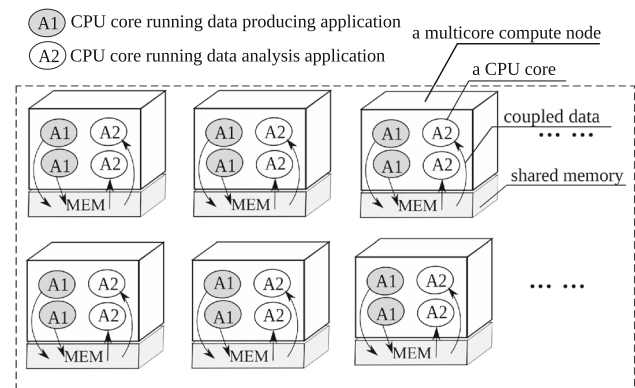 A1 CPU core running data producing application
a multicore compute node
A2 CPU core running data analysis application
a CPU core
coupled data
... ...
shared memory
A1 A2 A1 A2 A1 A2
A1 A2 A1 A2 A1 A2
MEM MEM MEM
A1 A2 A1 A2 A1 A2
... ...
A1 A2 A1 A2 A1 A2
MEM MEM MEM